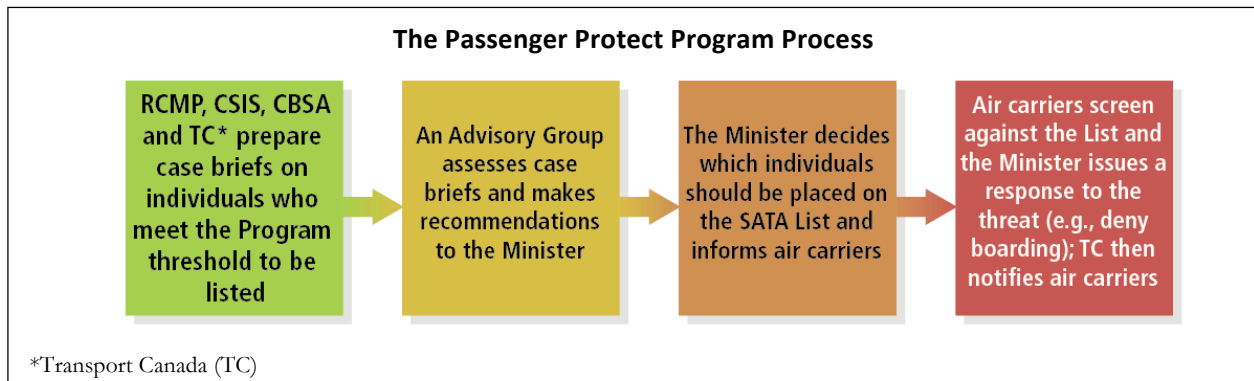 The Passenger Protect Program Process
RCMP, CSIS, CBSA
and TC* prepare
case briefs on
individuals who
meet the Program
threshold to be
listed
An Advisory Group
assesses case
briefs and makes
recommendations
to the Minister
The Minister decides
which individuals
should be placed on
the SATA List and
informs air carriers
Air carriers screen
against the List and
the Minister issues a
response to the
threat (e.g., deny
boarding); TC then
notifies air carriers
*Transport Canada (TC)